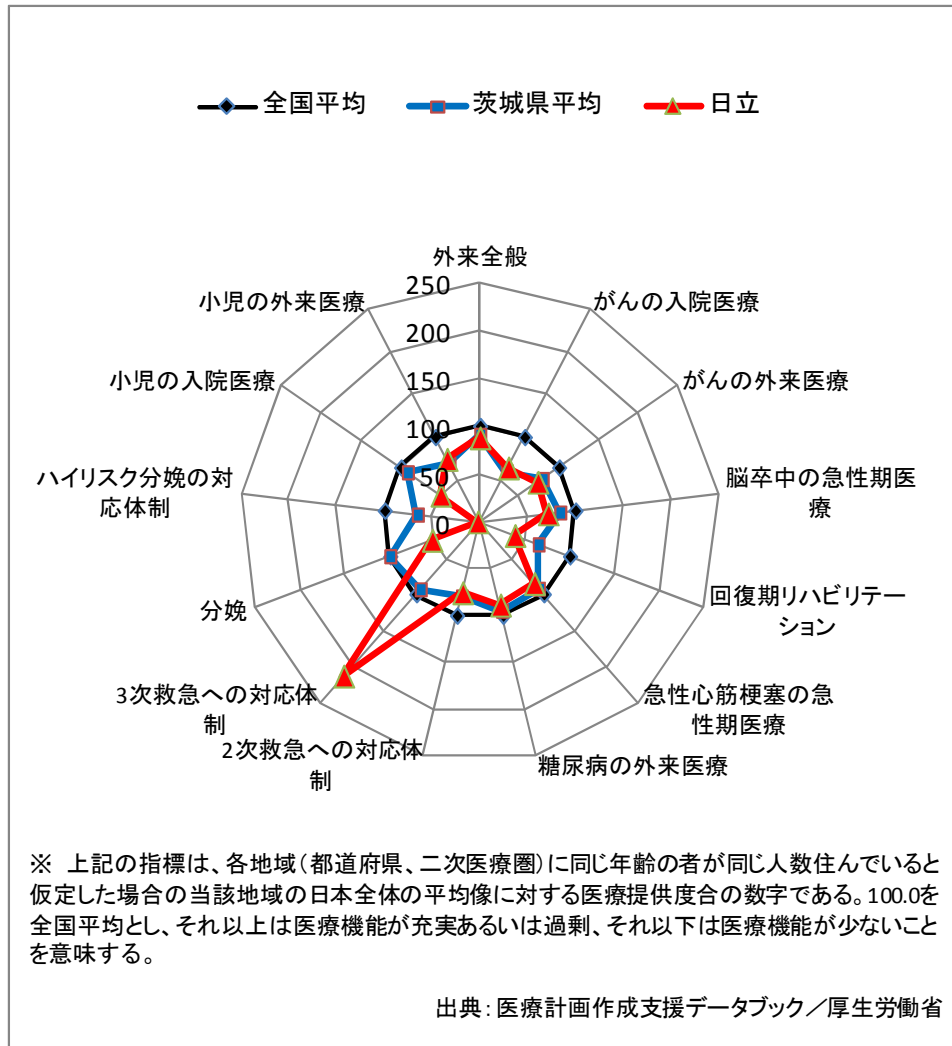 全国平均 茨城県平均 日立
外来全般
がんの入院医療
がんの外来医療
脳卒中の急性期医
療
回復期リハビリテー
ション
急性心筋梗塞の急
性期医療
糖尿病の外来医療
2次救急への対応体
制
3次救急への対応体
制
分娩
ハイリスク分娩の対
応体制
小児の入院医療
小児の外来医療
250
200
150
100
50
0
※ 上記の指標は、各地域(都道府県、二次医療圏)に同じ年齢の者が同じ人数住んでいると
仮定した場合の当該地域の日本全体の平均像に対する医療提供度合の数字である。100.0を
全国平均とし、それ以上は医療機能が充実あるいは過剰、それ以下は医療機能が少ないこと
を意味する。
出典:医療計画作成支援データブック/厚生労働省